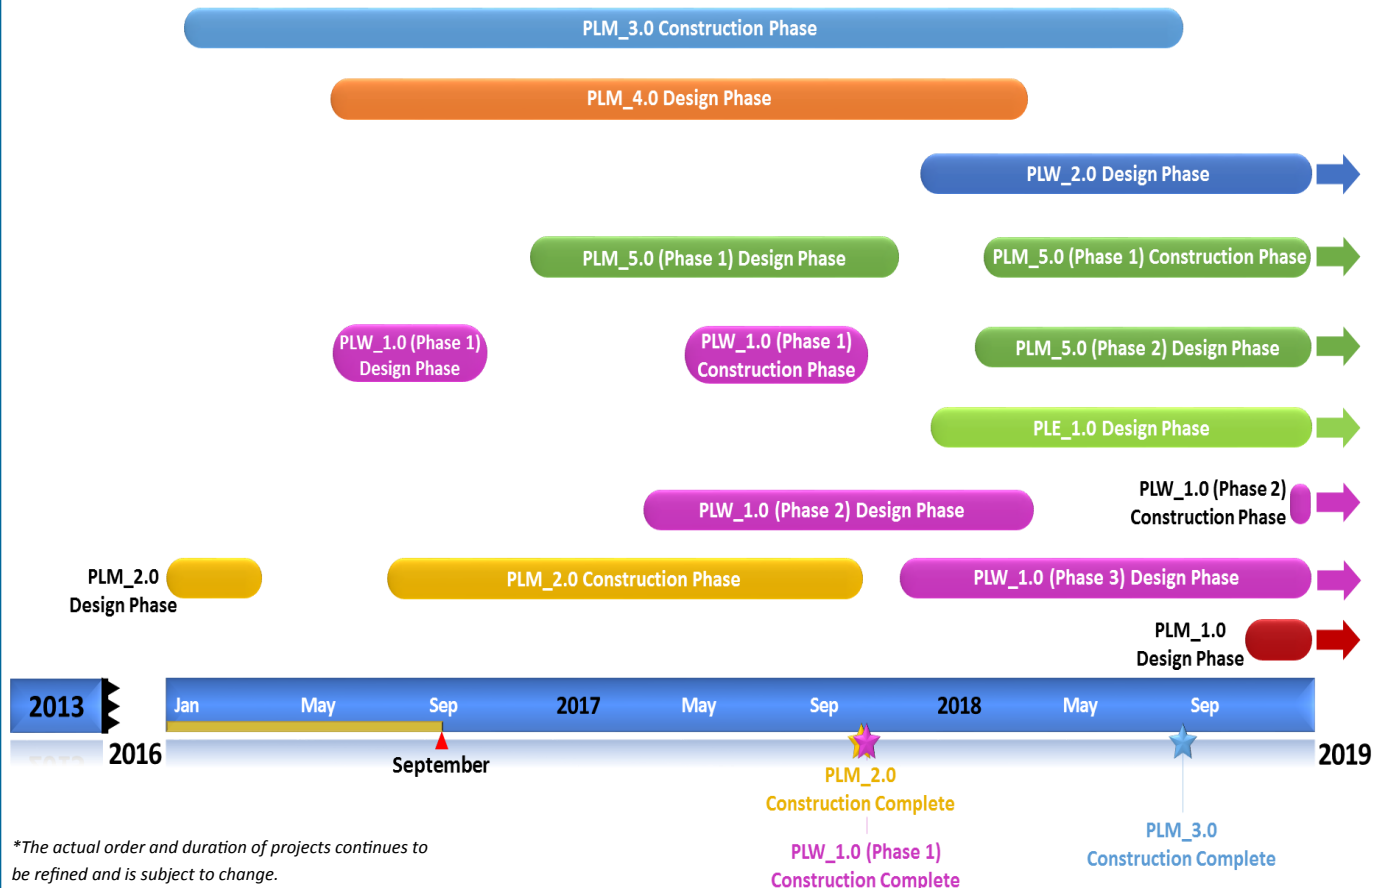 PLM_3.0 Construction Phase
PLM_4.0 Design Phase
PLW_2.0 Design Phase
PLM_5.0 (Phase 1) Design Phase
PLM_5.0 (Phase 1) Construction Phase
PLW_1.0 (Phase 1)
Design Phase
PLW_1.0 (Phase 1)
Construction Phase
PLM_5.0 (Phase 2) Design Phase
PLE_1.0 Design Phase
PLW_1.0 (Phase 2) Design Phase
PLW_1.0 (Phase 2)
Construction Phase
PLM_2.0
Design Phase
PLM_2.0 Construction Phase
PLW_1.0 (Phase 3) Design Phase
PLM_1.0
Design Phase
2013
Jan May Sep 2017 May Sep 2018 May Sep
2016
2019
September
PLM_2.0
Construction Complete
PLW_1.0 (Phase 1)
Construction Complete
PLM_3.0
Construction Complete
*The actual order and duration of projects continues to
be refined and is subject to change.